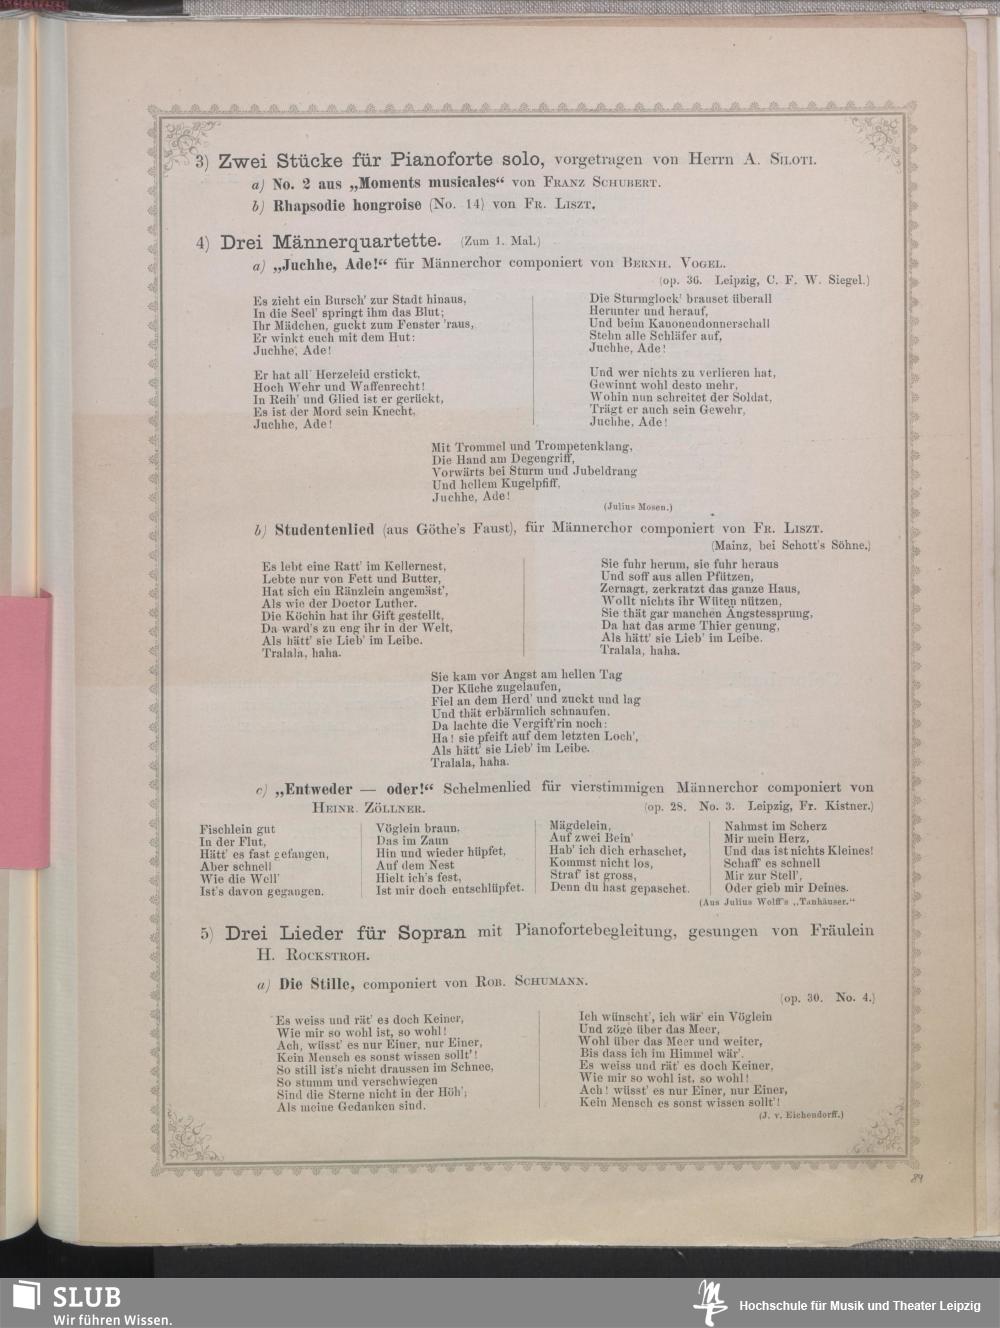 3) Zwei Stücke für Pianoforte solo, vorgetragen von Herrn A. Siloti.
a) No. 2 aus „Moments musicales“ von Franz Schubert.
b) Rhapsodie hongroise (No. 14) von Fr. Liszt.
4) Drei Männerquartette. (Zum 1. Mal.)
a) „Juchhe, Ade!“ für Männerchor componiert von Bernh. Vogel.
(op. 36. Leipzig, C. F. W. Siegel.)
Es zieht ein Bursch' zur Stadt hinaus,
In die Seel' springt ihm das Blut;
Ihr Mädchen, guckt zum Fenster 'raus,
Er winkt euch mit dem Hut:
Juchhe, Ade!
Er hat all' Herzeleid erstickt,
Hoch Wehr und Waffenrecht!
In Reih' und Glied ist er gerückt,
Es ist der Mord sein Knecht,
Juchhe, Ade!
Die Sturmglock' brauset überall
Herunter und herauf,
Und beim Kanonendonnerschall
Stehn alle Schläfer auf,
Juchhe, Ade!
Und wer nichts zu verlieren hat,
Gewinnt wohl desto mehr,
Wohin nun schreitet der Soldat,
Trägt er auch sein Gewehr,
Juchhe, Ade!
Mit Trommel und Trompetenklang,
Die Hand am Degengriff,
Vorwärts bei Sturm und Jubeldrang
Und hellem Kugelpfiff,
Juchhe, Ade!
(Julius Mosen.)
b) Studentenlied (aus Göthe's Faust), für Männerchor componiert von Fr. Liszt.
(Mainz, bei Schott's Söhne.)
Es lebt eine Ratt' im Kellernest,
Lebte nur von Fett und Butter,
Hat sich ein Ränzlein angemäst',
Als wie der Doctor Luther.
Die Köchin hat ihr Gift gestellt,
Da ward's zu eng ihr in der Welt,
Als hätt' sie Lieb' im Leibe.
Tralala, haha.
Sie fuhr herum, sie fuhr heraus
Und soff aus allen Pfützen,
Zernagt, zerkratzt das ganze Haus,
Wollt nichts ihr Wüten nützen,
Sie thät gar manchen Ängstessprung,
Da hat das arme Thier genung,
Als hätt' sie Lieb' im Leibe.
Tralala, haha.
Sie kam vor Angst am hellen Tag
Der Küche zugelaufen,
Fiel an dem Herd' und zuckt und lag
Und thät erbärmlich schnaufen.
Da lachte die Vergift'rin noch:
Ha! sie pfeift auf dem letzten Loch',
Als hätt' sie Lieb' im Leibe.
Tralala, haha.
c) „Entweder — oder!“ Schelmenlied für vierstimmigen Männerchor componiert von
Heinr. Zöllner. (op. 28. No. 3. Leipzig, Fr. Kistner.)
Fischlein gut
In der Flut,
Hätt' es fast gefangen,
Aber schnell
Wie die Well'
Ist's davon gegangen.
Vöglein braun,
Das im Zaun
Hin und wieder hüpfet,
Auf dem Nest
Hielt ich's fest,
Ist mir doch entschlüpfet.
Mägdelein,
Auf zwei Bein'
Hab' ich dich erhaschet,
Kommst nicht los,
Straf' ist gross,
Denn du hast gepaschet.
Nahmst im Scherz
Mir mein Herz,
Und das ist nichts Kleines!
Schaff' es schnell
Mir zur Stell',
Oder gieb mir Deines.
(Aus Julius Wolff's „Tanhäuser.“
5) Drei Lieder für Sopran mit Pianofortebegleitung, gesungen von Fräulein
H. Rockstroh.
a) Die Stille, componiert von Rob. Schumann.
(op. 30. No. 4.)
Es weiss und rät' es doch Keiner,
Wie mir so wohl ist, so wohl!
Ach, wüsst' es nur Einer, nur Einer,
Kein Mensch es sonst wissen sollt'!
So still ist's nicht draussen im Schnee,
So stumm und verschwiegen
Sind die Sterne nicht in der Höh';
Als meine Gedanken sind.
Ich wünscht', ich wär' ein Vöglein
Und zöge über das Meer,
Wohl über das Meer und weiter,
Bis dass ich im Himmel wär'.
Es weiss und rät' es doch Keiner,
Wie mir so wohl ist, so wohl!
Ach! wüsst' es nur Einer, nur Einer,
Kein Mensch es sonst wissen sollt'!
(J. v. Eichendorff.)
89
SLUB
Wir führen Wissen.
Hochschule für Musik und Theater Leipzig